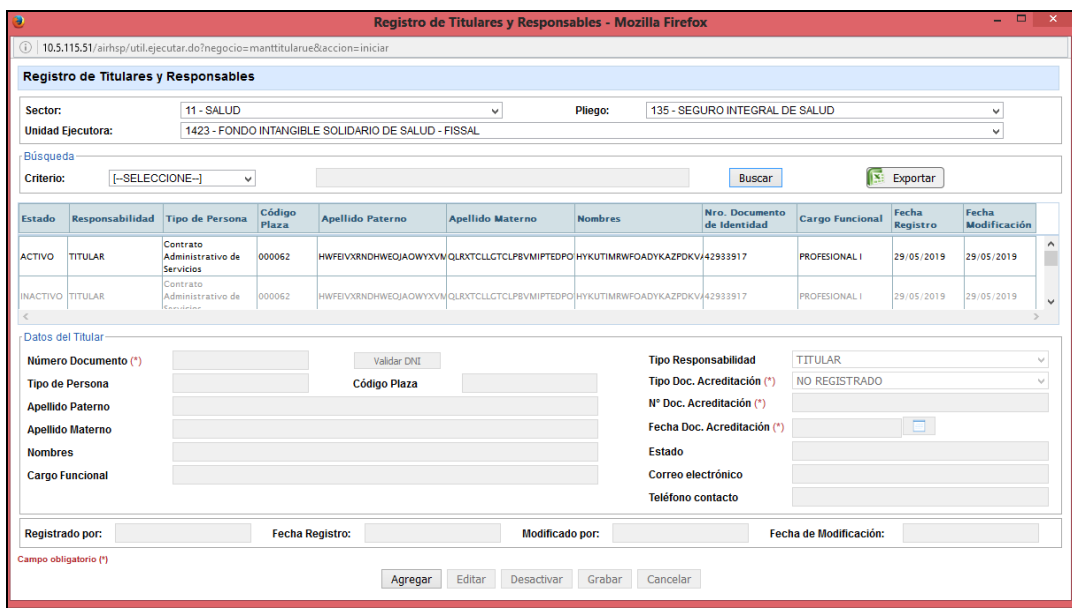 Registro de Titulares y Responsables - Mozilla Firefox
10.5.115.51/airhsp/util.ejecutar.do?negocio=manttitularue&accion=iniciar
Registro de Titulares y Responsables
Sector: 11 - SALUD Pliego: 135 - SEGURO INTEGRAL DE SALUD
Unidad Ejecutora: 1423 - FONDO INTANGIBLE SOLIDARIO DE SALUD - FISSAL
Búsqueda
Criterio: [--SELECCIONE--] Buscar Exportar
Estado Responsabilidad Tipo de Persona Código Plaza Apellido Paterno Apellido Materno Nombres Nro. Documento de Identidad Cargo Funcional Fecha Registro Fecha Modificación
ACTIVO TITULAR Contrato Administrativo de Servicios 000062 HWFEIVXRNDHWEOJAOWYXVM QLRXTCLLGTCLPBVMIPTEDPO HYKUTIMRWFOADYKAZPDKV 42933917 PROFESIONAL I 29/05/2019 29/05/2019
INACTIVO TITULAR Contrato Administrativo de Servicios 000062 HWFEIVXRNDHWEOJAOWYXVM QLRXTCLLGTCLPBVMIPTEDPO HYKUTIMRWFOADYKAZPDKV 42933917 PROFESIONAL I 29/05/2019 29/05/2019
Datos del Titular
Número Documento (*) Validar DNI Tipo Responsabilidad TITULAR
Tipo de Persona Código Plaza Tipo Doc. Acreditación (*) NO REGISTRADO
Apellido Paterno N° Doc. Acreditación (*)
Apellido Materno Fecha Doc. Acreditación (*)
Nombres Estado
Cargo Funcional Correo electrónico
Teléfono contacto
Registrado por: Fecha Registro: Modificado por: Fecha de Modificación:
Campo obligatorio (*)
Agregar Editar Desactivar Grabar Cancelar